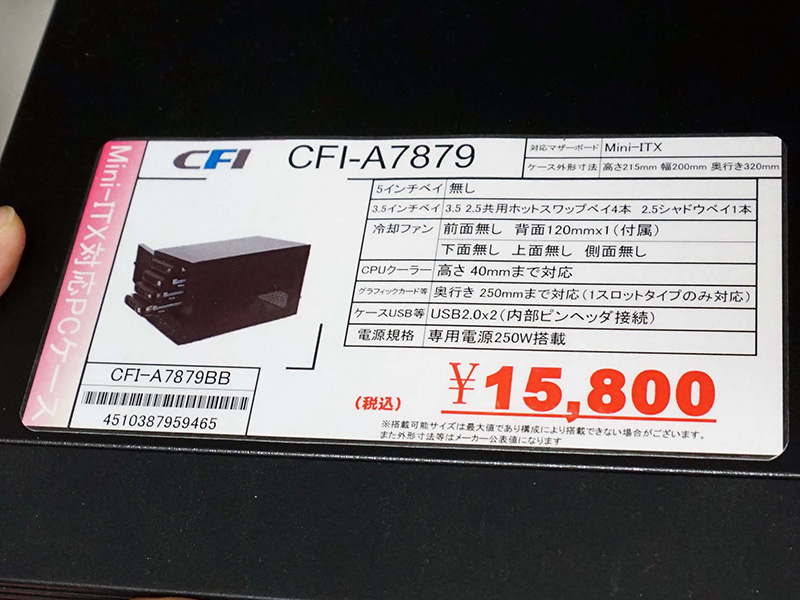 Mini-ITX対応PCケース
CFI CFI-A7879
対応マザーボード Mini-ITX
ケース外形寸法 高さ215mm 幅200mm 奥行き320mm
5インチベイ 無し
3.5インチベイ 3.5 2.5共用ホットスワップベイ4本 2.5シャドウベイ1本
冷却ファン 前面無し 背面120mmx1(付属)
下面無し 上面無し 側面無し
CPUクーラー 高さ 40mmまで対応
グラフィックカード等 奥行き 250mmまで対応(1スロットタイプのみ対応)
ケースUSB等 USB2.0x2(内部ピンヘッダ接続)
電源規格 専用電源250W搭載
CFI-A7879BB
4510387959465
(税込) ¥15,800
※搭載可能サイズは最大値であり構成により搭載できない場合がございます。
また外形寸法等はメーカー公表値になります